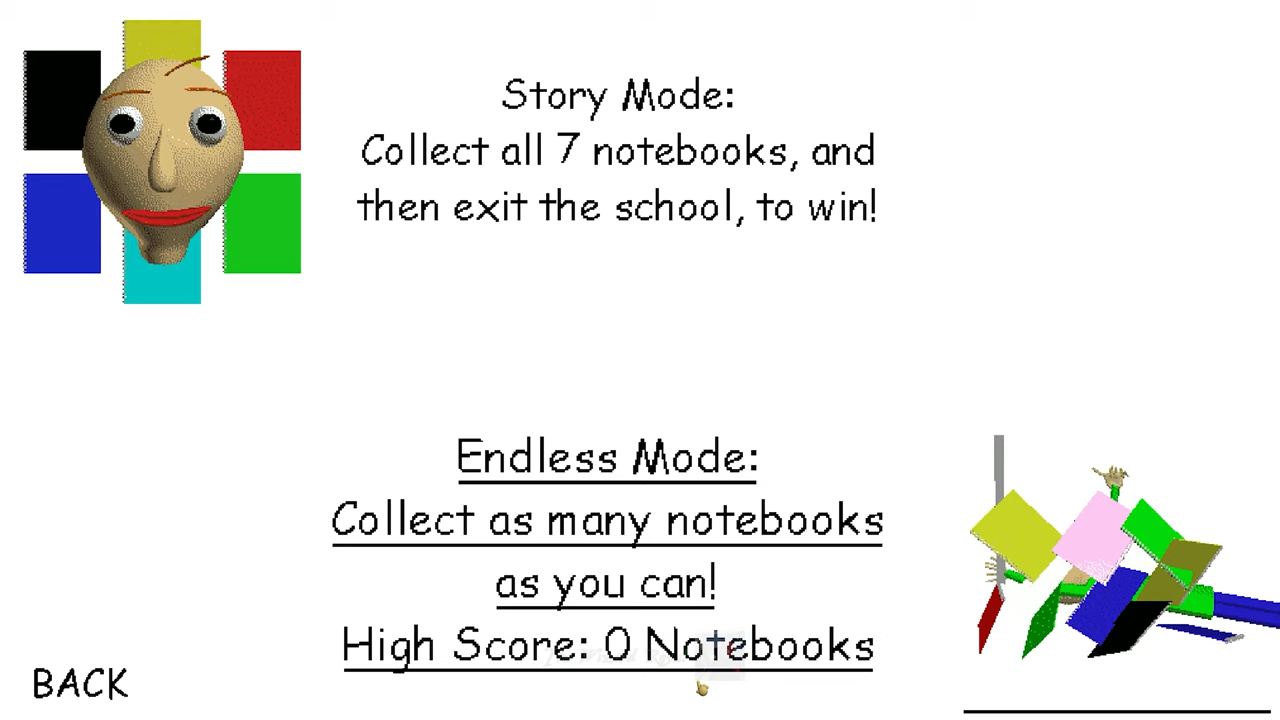 Story Mode:
Collect all 7 notebooks, and
then exit the school, to win!
Endless Mode:
Collect as many notebooks
as you can!
High Score: 0 Notebooks
BACK